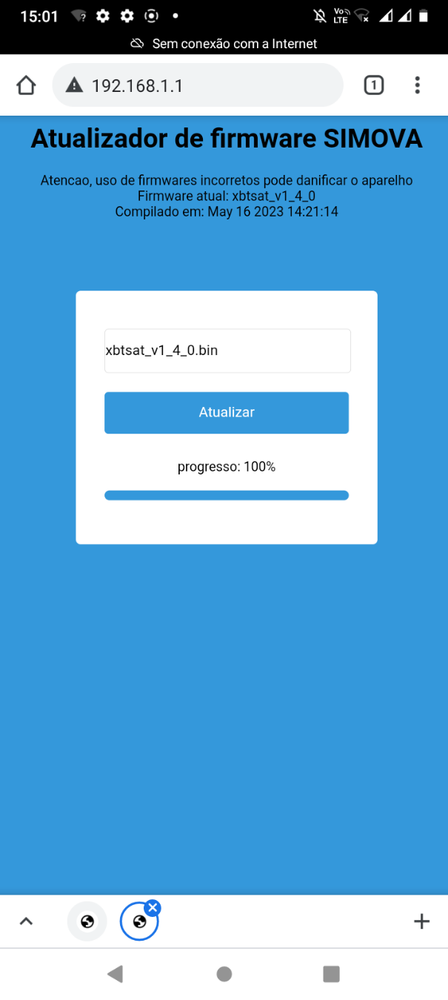 15:01
Vo))
LTE
Sem conexão com a Internet
192.168.1.1
1
Atualizador de firmware SIMOVA
Atencao, uso de firmwares incorretos pode danificar o aparelho
Firmware atual: xbtsat_v1_4_0
Compilado em: May 16 2023 14:21:14
xbtsat_v1_4_0.bin
Atualizar
progresso: 100%